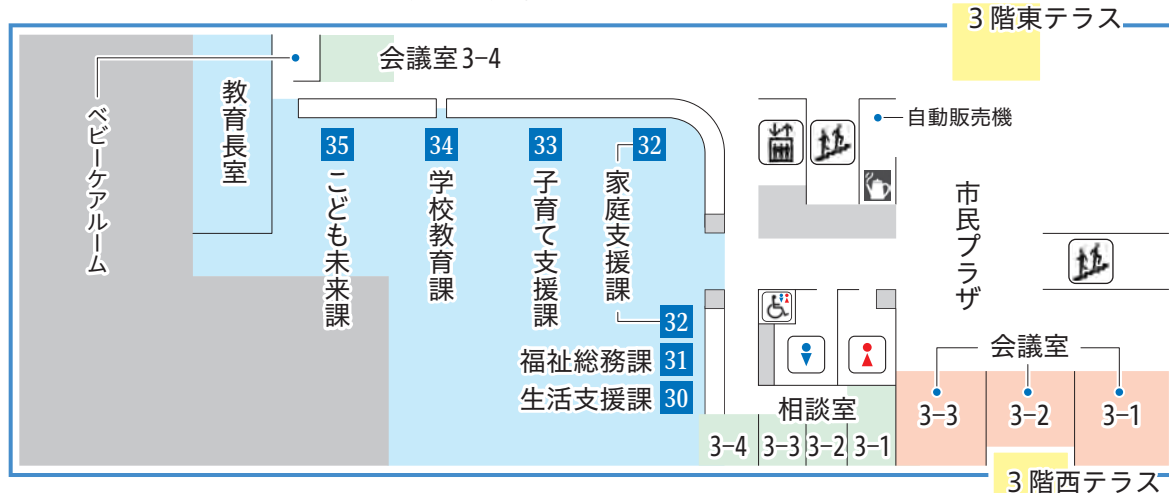 3階東テラス
会議室3-4
ベビーケアルーム
教育長室
自動販売機
35
こども未来課
34
学校教育課
33
子育て支援課
32
家庭支援課
32
福祉総務課 31
生活支援課 30
市民プラザ
会議室
3-3
3-2
3-1
相談室
3-4
3-3
3-2
3-1
3階西テラス